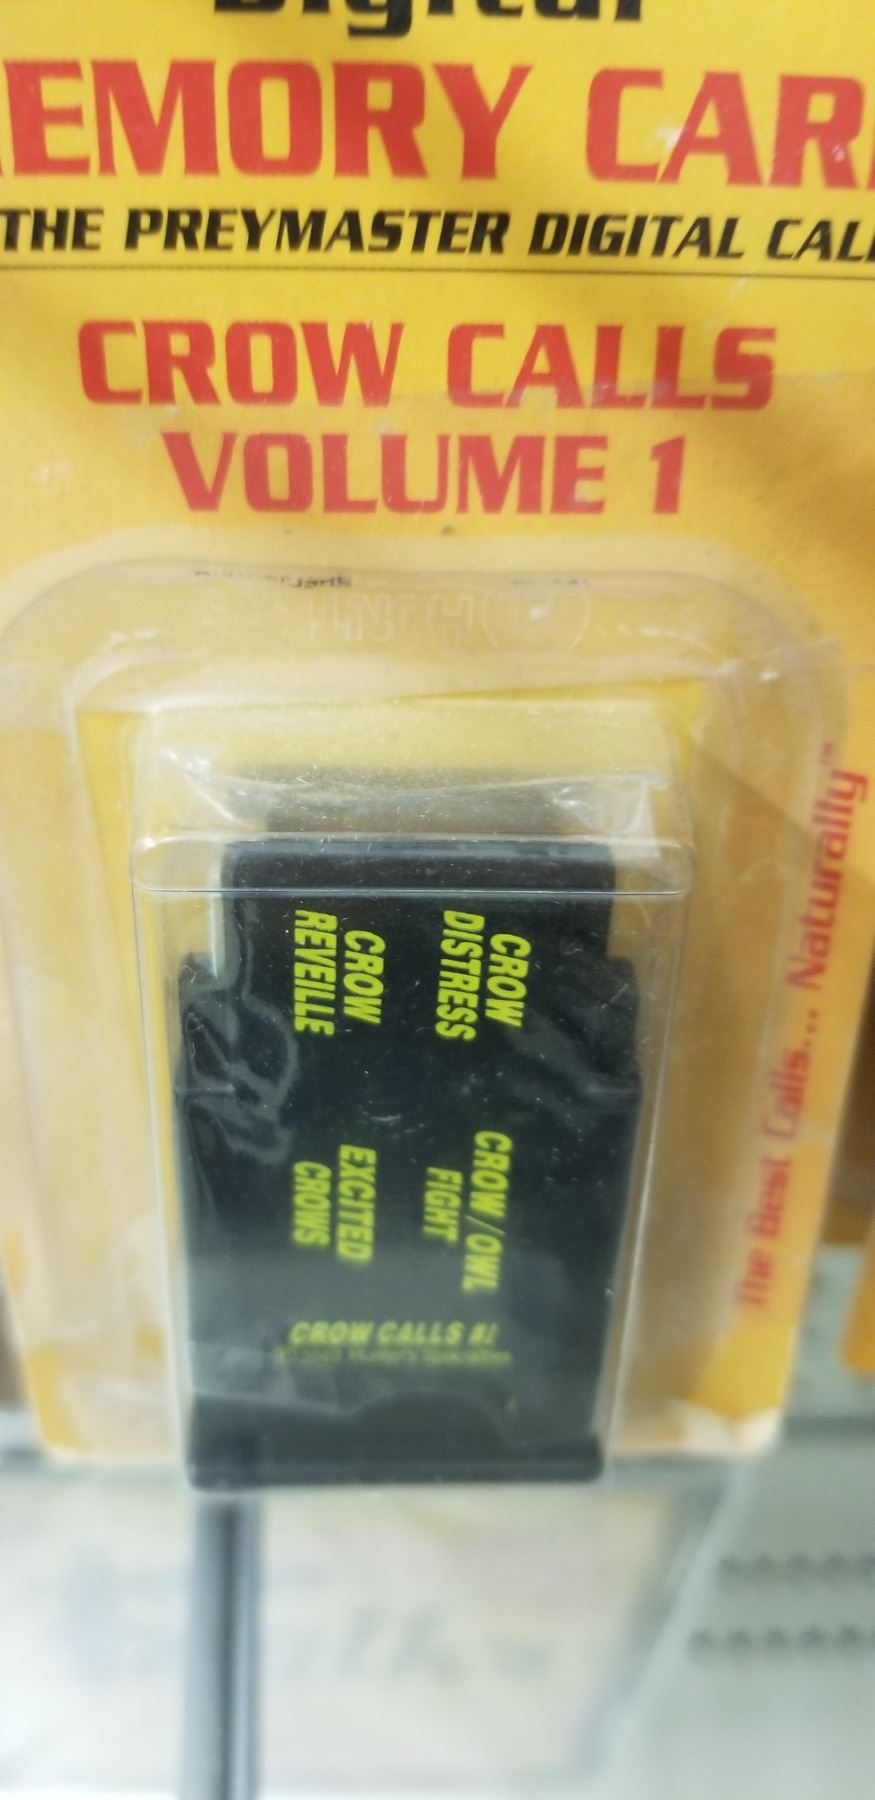 Digital
EMORY CAR
THE PREYMASTER DIGITAL CAL
CROW CALLS
VOLUME 1
CROW
DISTRESS
CROW
REVEILLE
CROW/OWL
FIGHT
EXCITED
CROWS
CROW CALLS #1
The Best Calls.... Naturally™